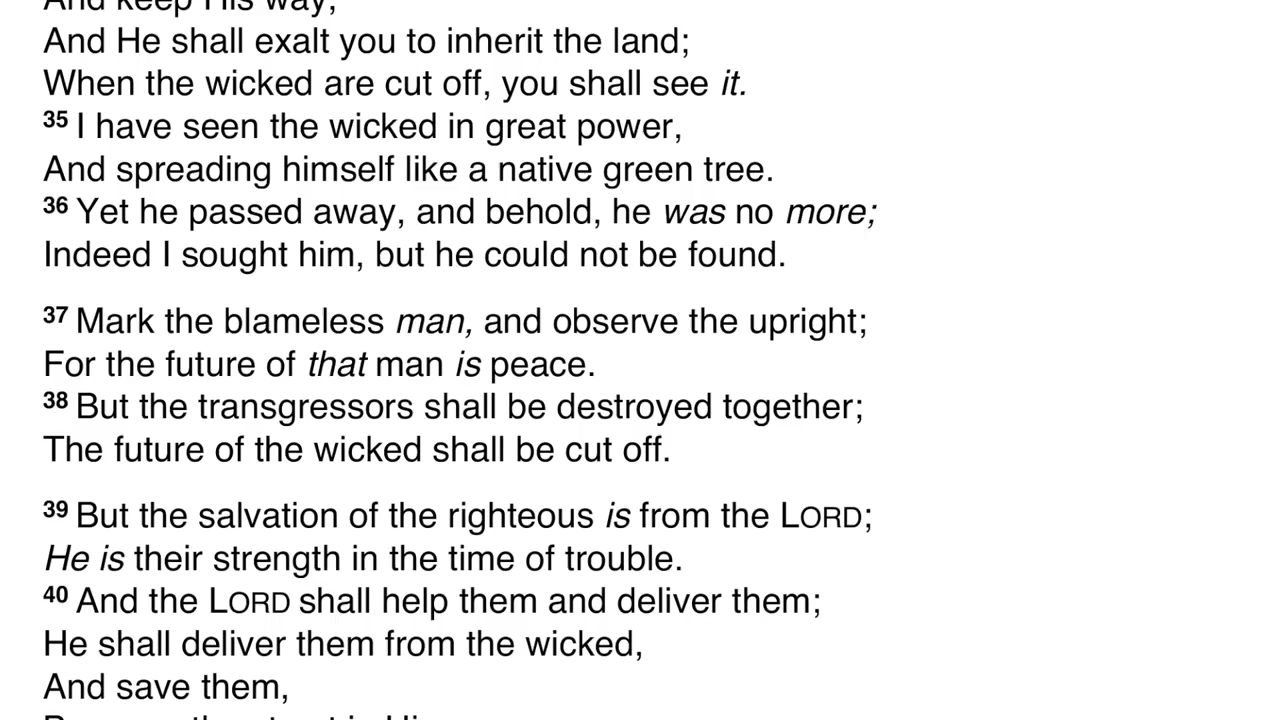 And keep His way,
And He shall exalt you to inherit the land;
When the wicked are cut off, you shall see it.
35 I have seen the wicked in great power,
And spreading himself like a native green tree.
36 Yet he passed away, and behold, he was no more;
Indeed I sought him, but he could not be found.
37 Mark the blameless man, and observe the upright;
For the future of that man is peace.
38 But the transgressors shall be destroyed together;
The future of the wicked shall be cut off.
39 But the salvation of the righteous is from the LORD;
He is their strength in the time of trouble.
40 And the LORD shall help them and deliver them;
He shall deliver them from the wicked,
And save them,